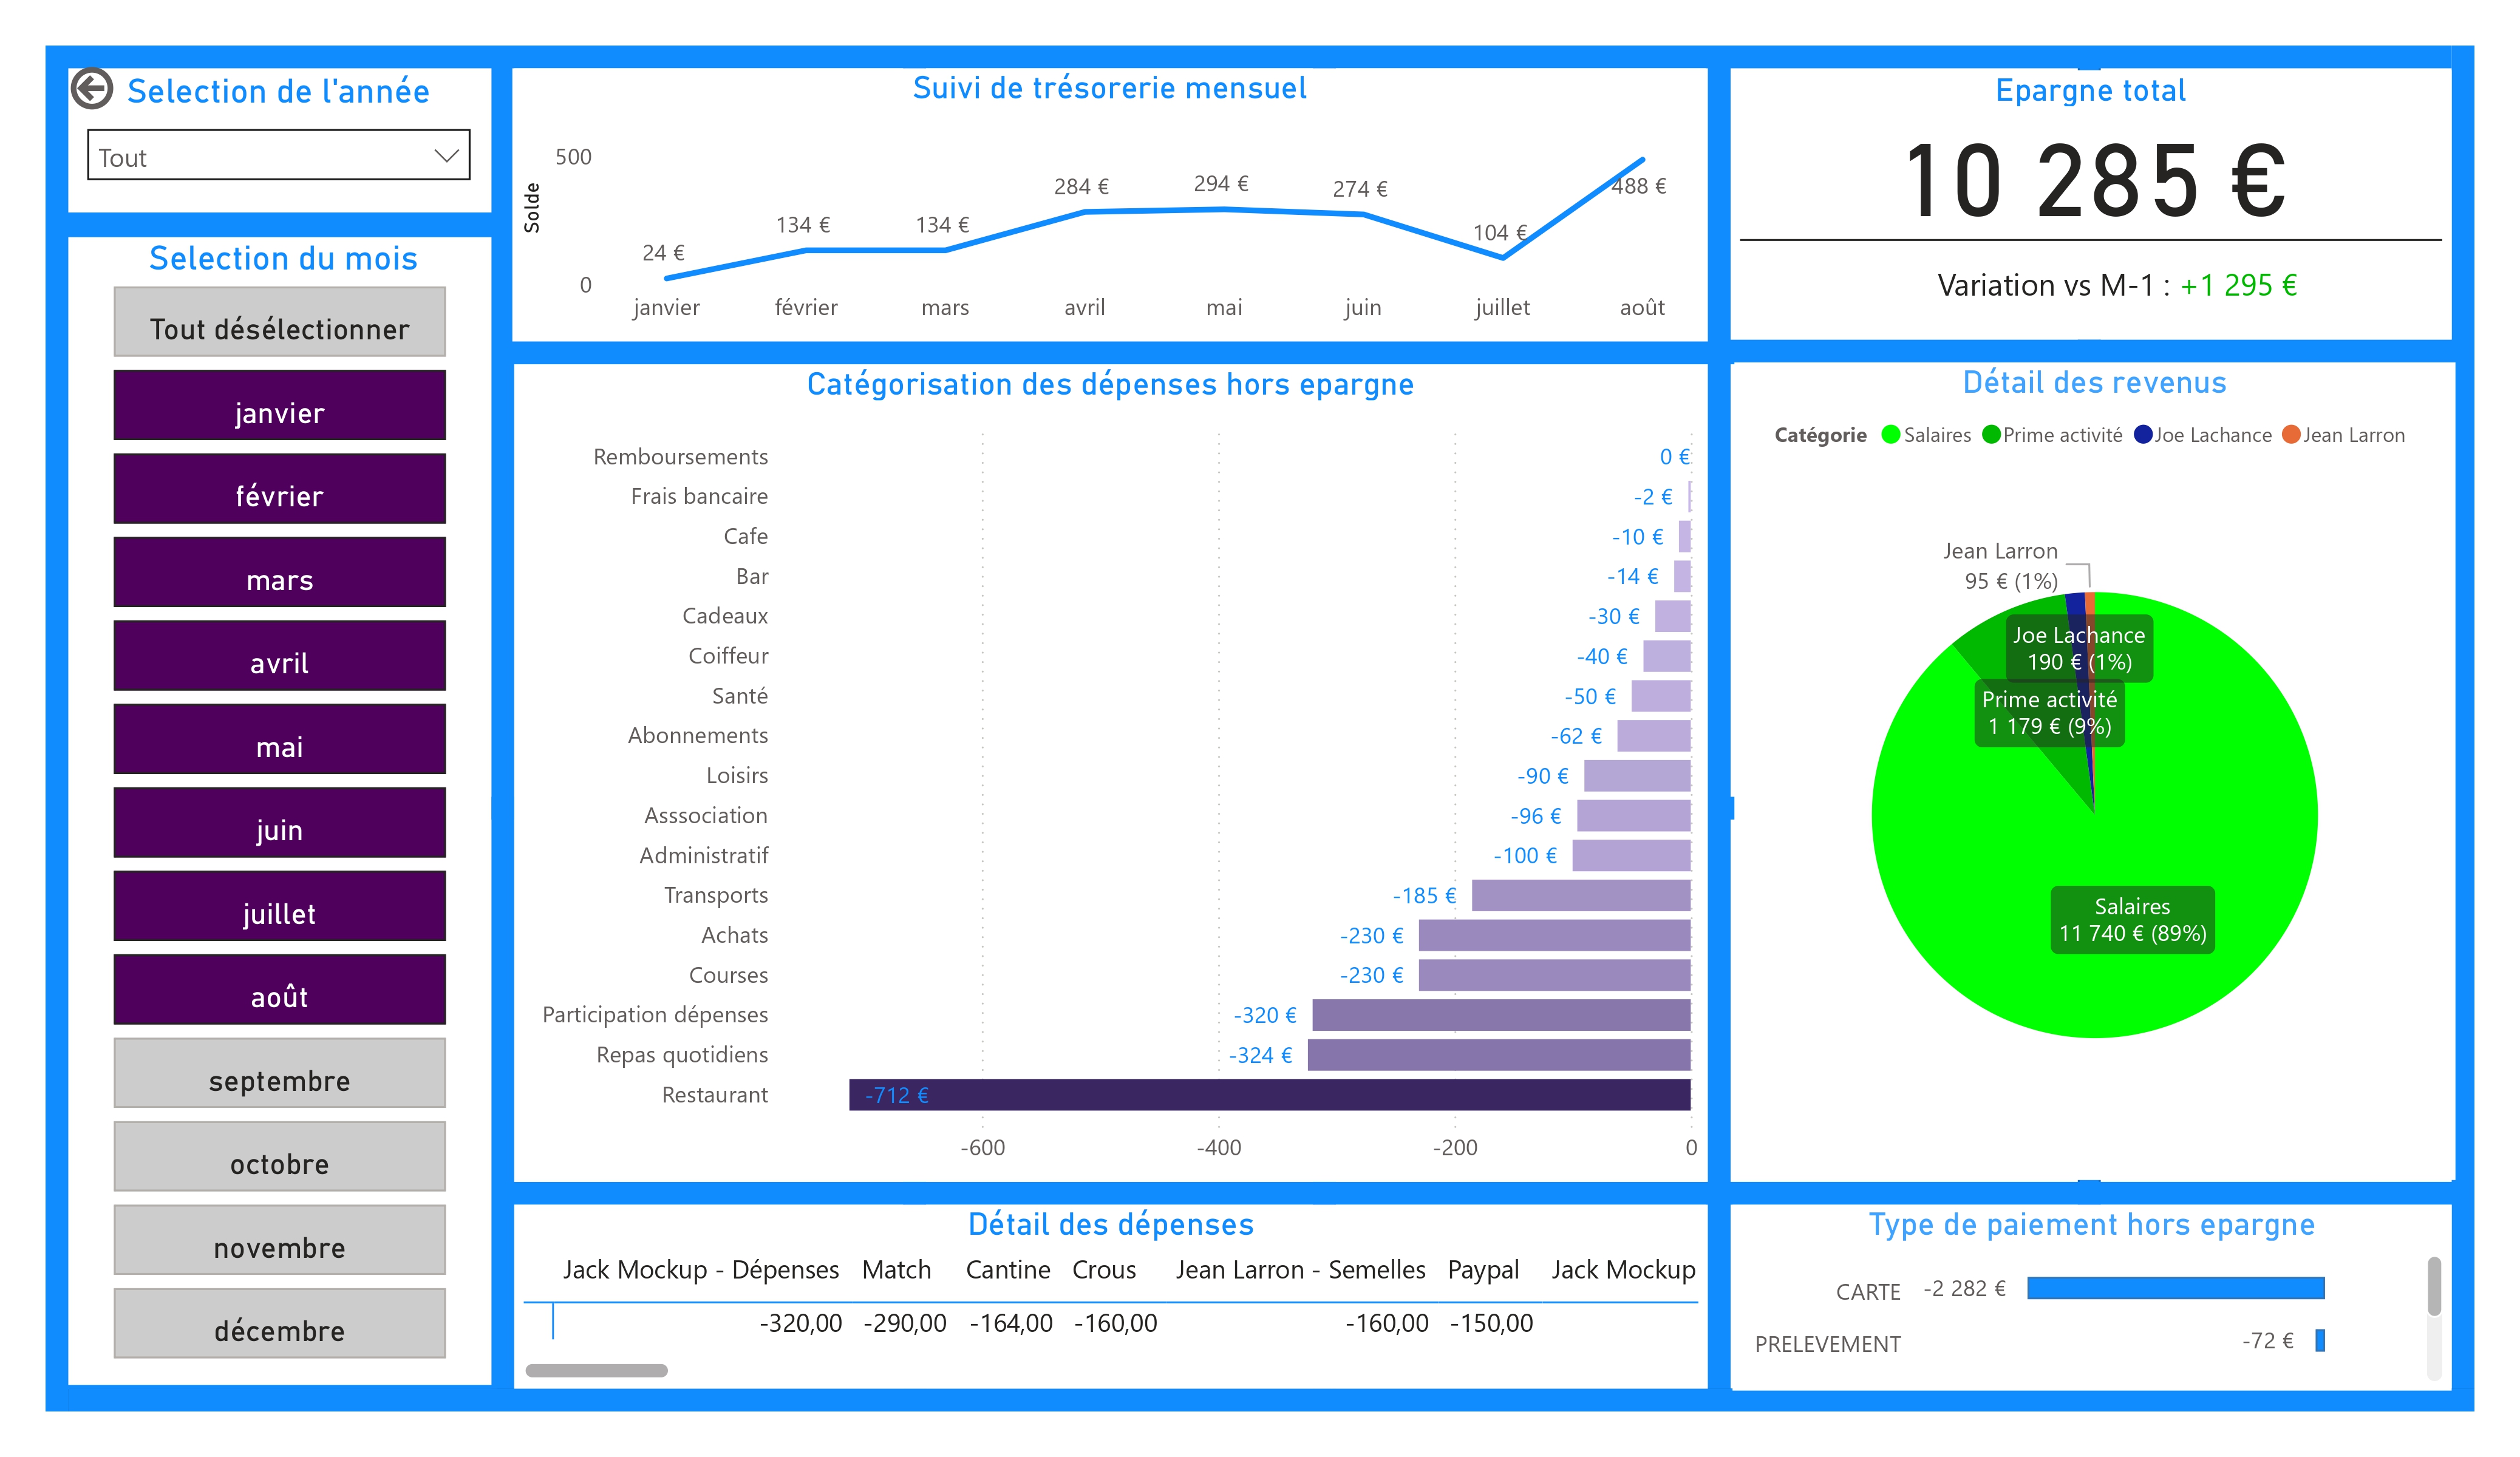 Selection de l'année
Tout
Selection du mois
Tout désélectionner
janvier
février
mars
avril
mai
juin
juillet
août
septembre
octobre
novembre
décembre
Suivi de trésorerie mensuel
Solde
500
0
24 €
134 €
134 €
284 €
294 €
274 €
104 €
488 €
janvier février mars avril mai juin juillet août
Epargne total
10 285 €
Variation vs M-1 : +1 295 €
Catégorisation des dépenses hors epargne
Remboursements 0 €
Frais bancaire -2 €
Cafe -10 €
Bar -14 €
Cadeaux -30 €
Coiffeur -40 €
Santé -50 €
Abonnements -62 €
Loisirs -90 €
Asssociation -96 €
Administratif -100 €
Transports -185 €
Achats -230 €
Courses -230 €
Participation dépenses -320 €
Repas quotidiens -324 €
Restaurant -712 €
-600 -400 -200 0
Détail des revenus
Catégorie Salaires Prime activité Joe Lachance Jean Larron
Jean Larron
95 € (1%)
Joe Lachance
190 € (1%)
Prime activité
1 179 € (9%)
Salaires
11 740 € (89%)
Détail des dépenses
Jack Mockup - Dépenses Match Cantine Crous Jean Larron - Semelles Paypal Jack Mockup
-320,00 -290,00 -164,00 -160,00 -160,00 -150,00
Type de paiement hors epargne
CARTE -2 282 €
PRELEVEMENT -72 €